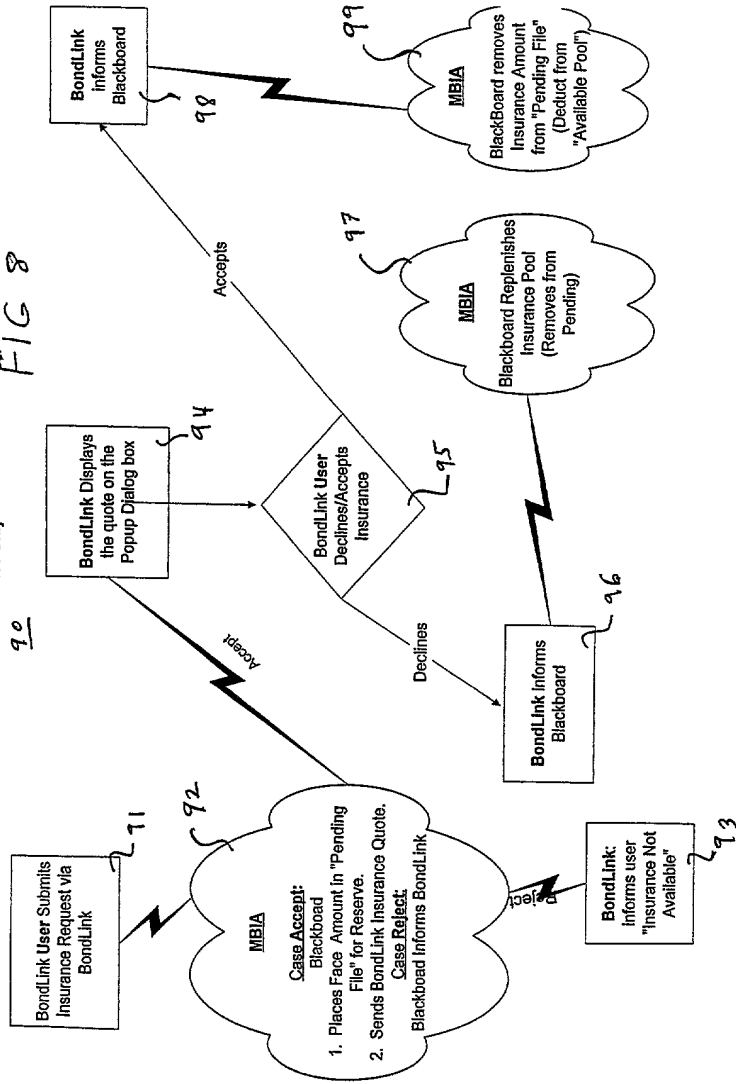 FIG 8
90
BondLink User Submits
Insurance Request via
BondLink
91
MBIA
Case Accept:
Blackboad
1. Places Face Amount in "Pending
File" for Reserve.
2. Sends BondLink Insurance Quote.
Case Reject:
Blackboad Informs BondLink
92
Reject
BondLink:
informs user
"Insurance Not
Available"
93
Accept
BondLink Displays
the quote on the
Popup Dialog box
94
BondLink User
Declines/Accepts
Insurance
95
Declines
BondLink Informs
Blackboard
96
MBIA
Blackboard Replenishes
Insurance Pool
(Removes from
Pending)
97
Accepts
BondLink
informs
Blackboard
98
MBIA
BlackBoard removes
Insurance Amount
from "Pending File"
(Deduct from
"Available Pool")
99